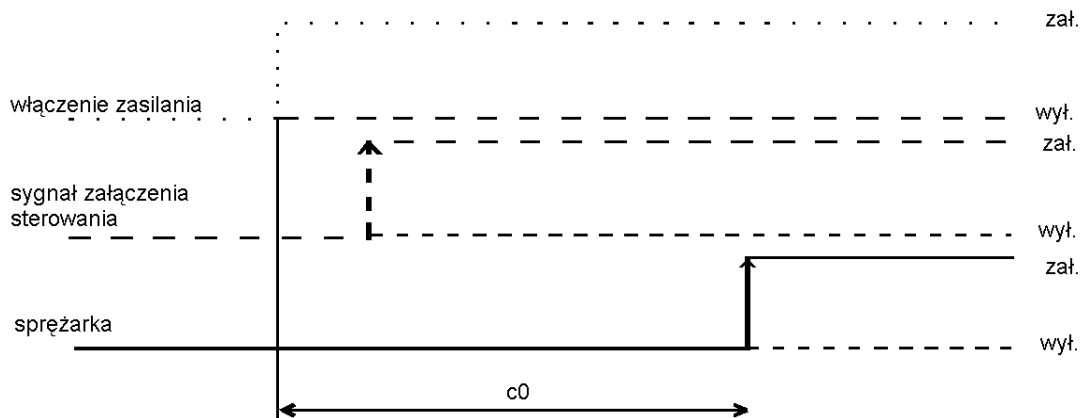 zał.
włączenie zasilania
wył.
zał.
sygnał załączenia
sterowania
wył.
zał.
sprężarka
wył.
c0